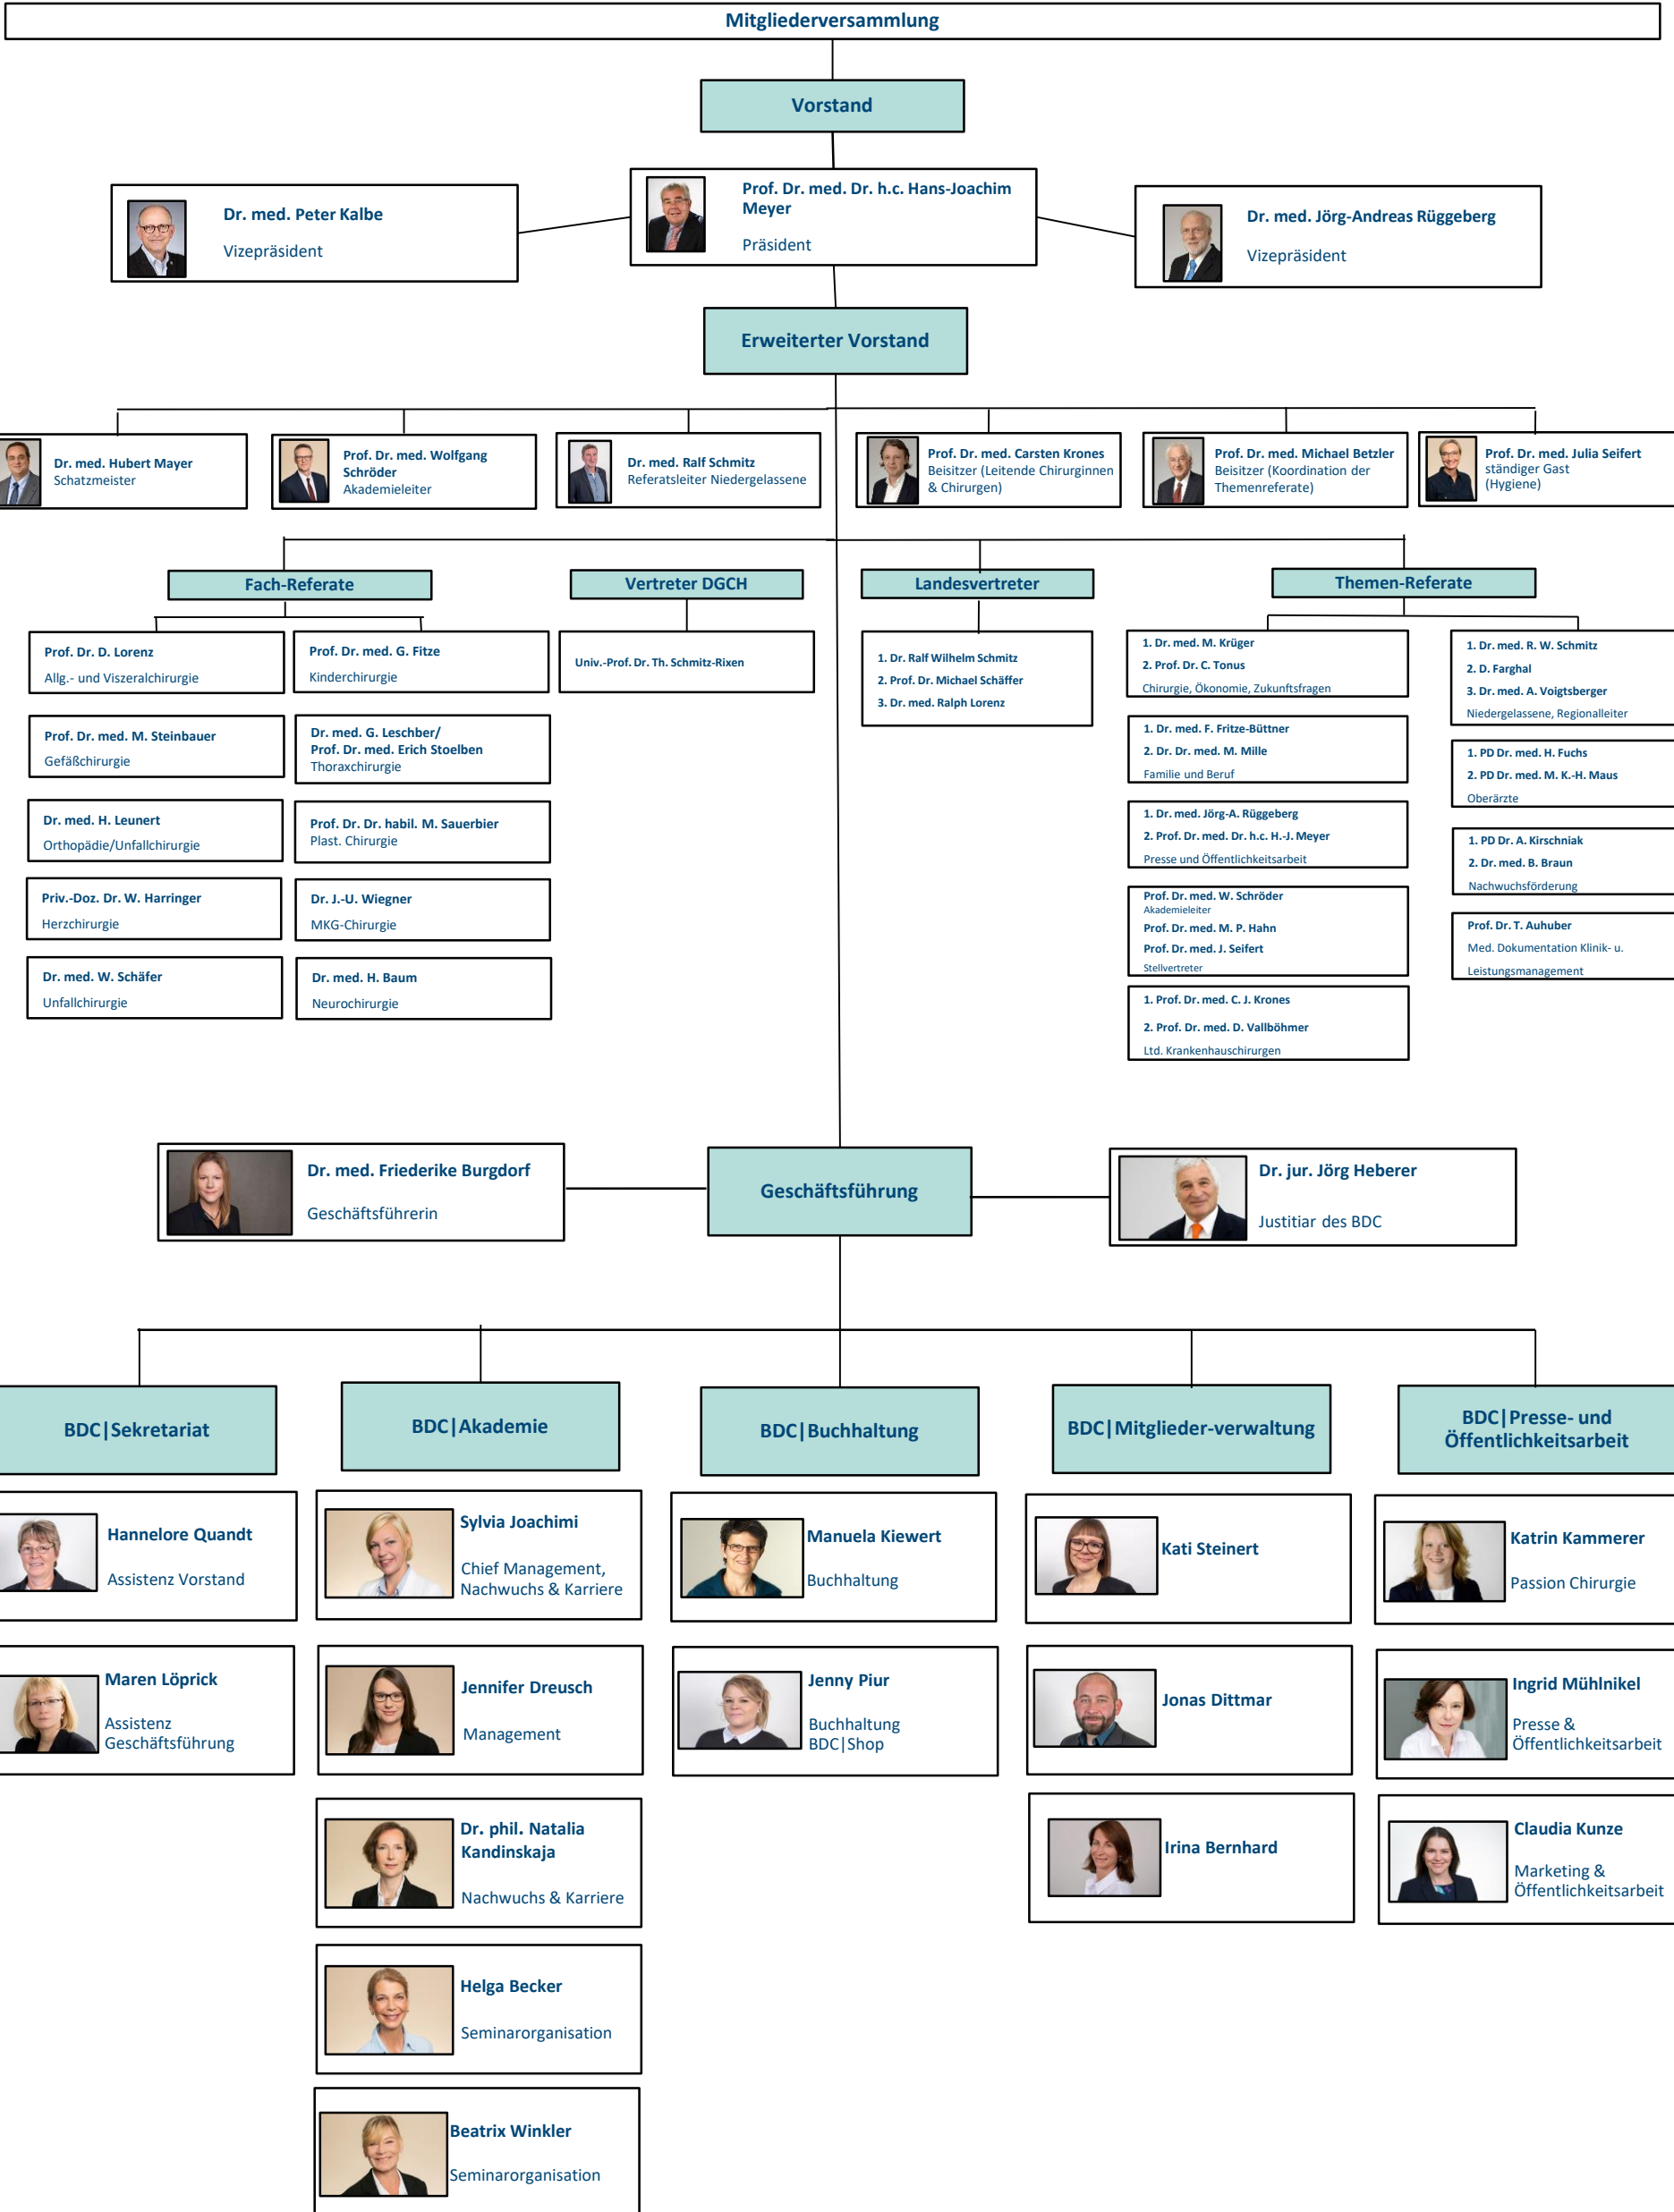 Mitgliederversammlung
Vorstand
Dr. med. Peter Kalbe
Vizepräsident
Prof. Dr. med. Dr. h.c. Hans-Joachim
Meyer
Präsident
Dr. med. Jörg-Andreas Rüggeberg
Vizepräsident
Erweiterter Vorstand
Dr. med. Hubert Mayer
Schatzmeister
Prof. Dr. med. Wolfgang
Schröder
Akademieleiter
Dr. med. Ralf Schmitz
Referatsleiter Niedergelassene
Prof. Dr. med. Carsten Krones
Beisitzer (Leitende Chirurginnen
& Chirurgen)
Prof. Dr. med. Michael Betzler
Beisitzer (Koordination der
Themenreferate)
Prof. Dr. med. Julia Seifert
ständiger Gast
(Hygiene)
Fach-Referate
Prof. Dr. D. Lorenz
Allg.- und Viszeralchirurgie
Prof. Dr. med. G. Fitze
Kinderchirurgie
Prof. Dr. med. M. Steinbauer
Gefäßchirurgie
Dr. med. G. Leschber/
Prof. Dr. med. Erich Stoelben
Thoraxchirurgie
Dr. med. H. Leunert
Orthopädie/Unfallchirurgie
Prof. Dr. Dr. habil. M. Sauerbier
Plast. Chirurgie
Priv.-Doz. Dr. W. Harringer
Herzchirurgie
Dr. J.-U. Wiegner
MKG-Chirurgie
Dr. med. W. Schäfer
Unfallchirurgie
Dr. med. H. Baum
Neurochirurgie
Vertreter DGCH
Univ.-Prof. Dr. Th. Schmitz-Rixen
Landesvertreter
1. Dr. Ralf Wilhelm Schmitz
2. Prof. Dr. Michael Schäffer
3. Dr. med. Ralph Lorenz
Themen-Referate
1. Dr. med. M. Krüger
2. Prof. Dr. C. Tonus
Chirurgie, Ökonomie, Zukunftsfragen
1. Dr. med. F. Fritze-Büttner
2. Dr. Dr. med. M. Mille
Familie und Beruf
1. Dr. med. Jörg-A. Rüggeberg
2. Prof. Dr. med. Dr. h.c. H.-J. Meyer
Presse und Öffentlichkeitsarbeit
Prof. Dr. med. W. Schröder
Akademieleiter
Prof. Dr. med. M. P. Hahn
Prof. Dr. med. J. Seifert
Stellvertreter
1. Prof. Dr. med. C. J. Krones
2. Prof. Dr. med. D. Vallböhmer
Ltd. Krankenhauschirurgen
1. Dr. med. R. W. Schmitz
2. D. Farghal
3. Dr. med. A. Voigtsberger
Niedergelassene, Regionalleiter
1. PD Dr. med. H. Fuchs
2. PD Dr. med. M. K.-H. Maus
Oberärzte
1. PD Dr. A. Kirschniak
2. Dr. med. B. Braun
Nachwuchsförderung
Prof. Dr. T. Auhuber
Med. Dokumentation Klinik- u.
Leistungsmanagement
Dr. med. Friederike Burgdorf
Geschäftsführerin
Geschäftsführung
Dr. jur. Jörg Heberer
Justitiar des BDC
BDC|Sekretariat
Hannelore Quandt
Assistenz Vorstand
Maren Löprick
Assistenz
Geschäftsführung
BDC|Akademie
Sylvia Joachimi
Chief Management,
Nachwuchs & Karriere
Jennifer Dreusch
Management
Dr. phil. Natalia
Kandinskaja
Nachwuchs & Karriere
Helga Becker
Seminarorganisation
Beatrix Winkler
Seminarorganisation
BDC|Buchhaltung
Manuela Kiewert
Buchhaltung
Jenny Piur
Buchhaltung
BDC|Shop
BDC|Mitglieder-verwaltung
Kati Steinert
Jonas Dittmar
Irina Bernhard
BDC|Presse- und
Öffentlichkeitsarbeit
Katrin Kammerer
Passion Chirurgie
Ingrid Mühlnikel
Presse &
Öffentlichkeitsarbeit
Claudia Kunze
Marketing &
Öffentlichkeitsarbeit